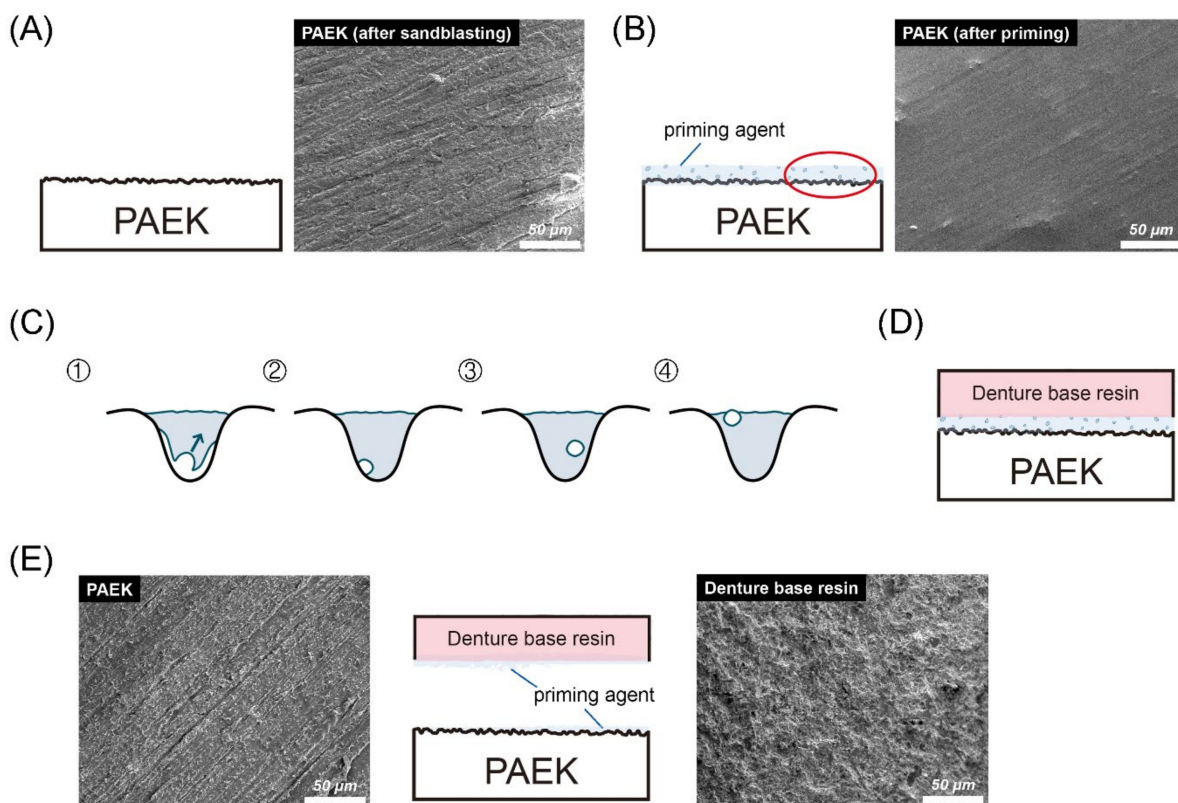 (A)
PAEK (after sandblasting)
PAEK
50 μm
(B)
PAEK (after priming)
priming agent
PAEK
50 μm
(C)
①
②
③
④
(D)
Denture base resin
PAEK
(E)
PAEK
50 μm
Denture base resin
priming agent
PAEK
Denture base resin
50 μm